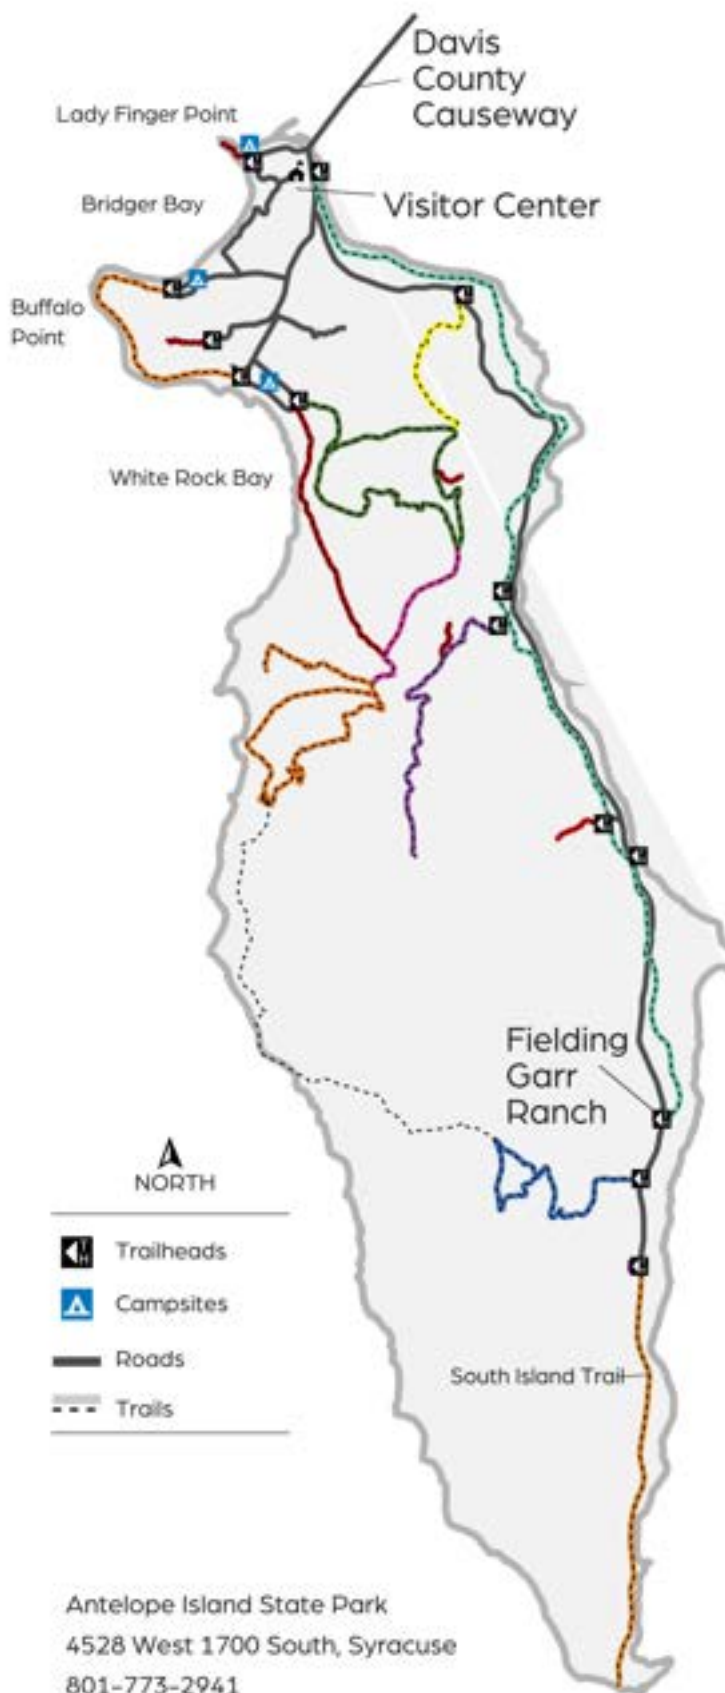 Davis
County
Causeway
Lady Finger Point
Bridger Bay
Visitor Center
Buffalo
Point
White Rock Bay
Fielding
Garr
Ranch
NORTH
Trailheads
Campsites
Roads
Trails
South Island Trail
Antelope Island State Park
4528 West 1700 South, Syracuse
801-773-2941